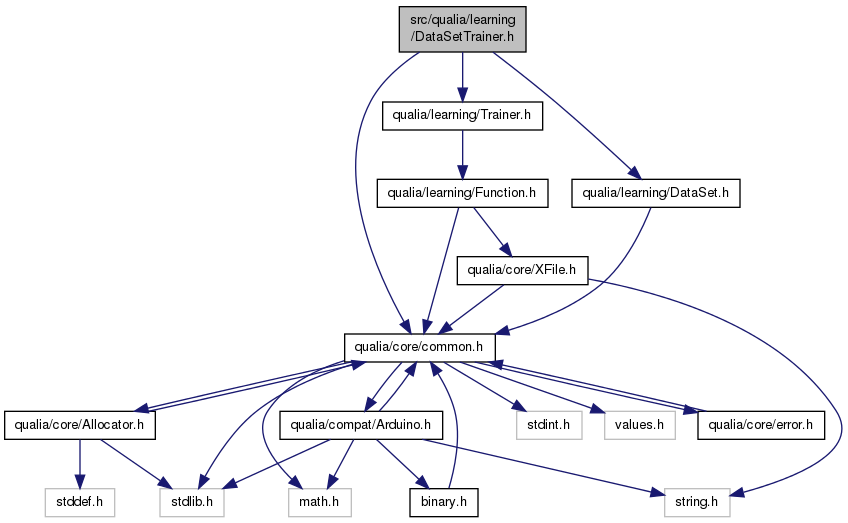 src/qualia/learning
/DataSetTrainer.h
qualia/learning/Trainer.h
qualia/learning/Function.h
qualia/learning/DataSet.h
qualia/core/XFile.h
qualia/core/common.h
qualia/core/Allocator.h
qualia/compat/Arduino.h
stdint.h
values.h
qualia/core/error.h
stddef.h
stdlib.h
math.h
binary.h
string.h